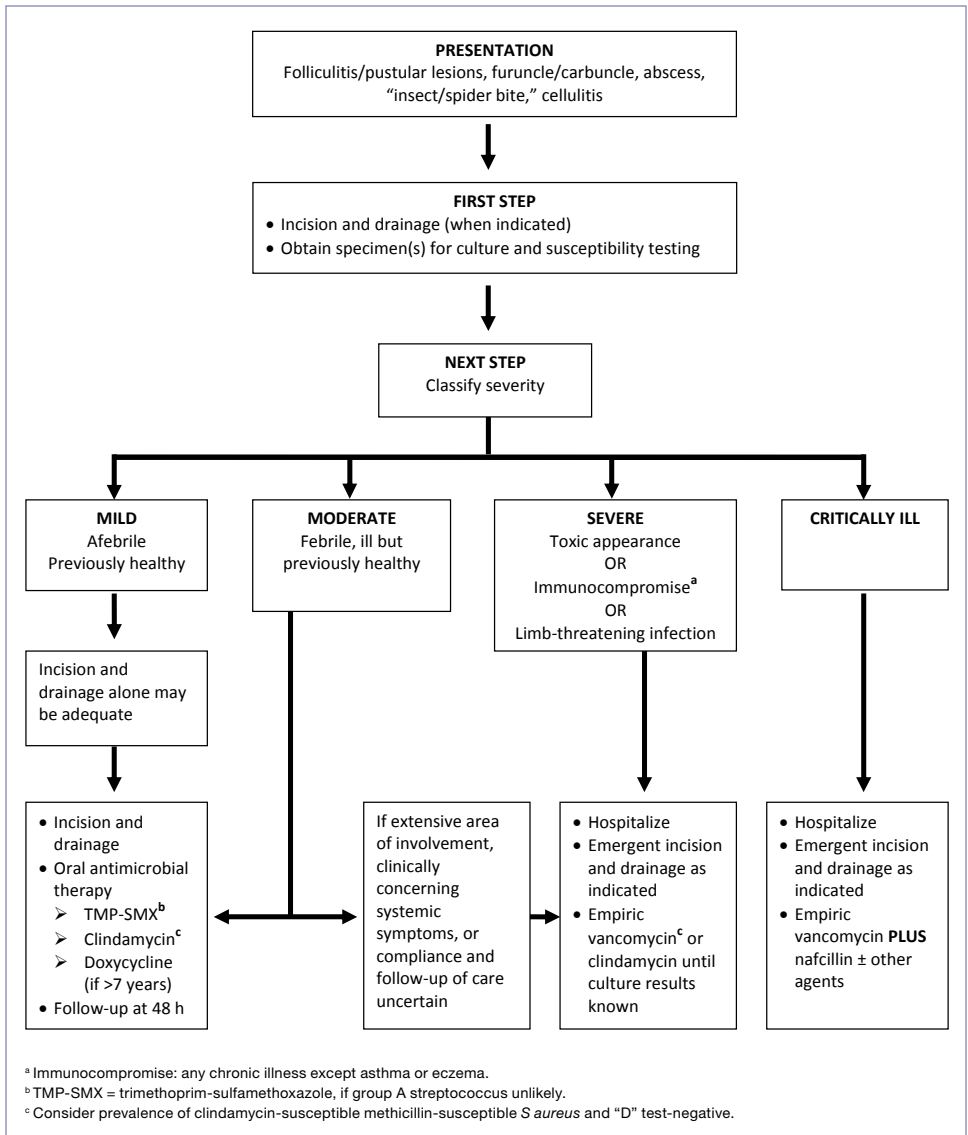 PRESENTATION
Folliculitis/pustular lesions, furuncle/carbuncle, abscess,
“insect/spider bite,” cellulitis
FIRST STEP
• Incision and drainage (when indicated)
• Obtain specimen(s) for culture and susceptibility testing
NEXT STEP
Classify severity
MILD
Afebrile
Previously healthy
MODERATE
Febrile, ill but
previously healthy
SEVERE
Toxic appearance
OR
Immunocompromiseᵃ
OR
Limb-threatening infection
CRITICALLY ILL
Incision and
drainage alone may
be adequate
• Incision and
drainage
• Oral antimicrobial
therapy
➢ TMP-SMXᵇ
➢ Clindamycinᶜ
➢ Doxycycline
(if >7 years)
• Follow-up at 48 h
If extensive area
of involvement,
clinically
concerning
systemic
symptoms, or
compliance and
follow-up of care
uncertain
• Hospitalize
• Emergent incision
and drainage as
indicated
• Empiric
vancomycinᶜ or
clindamycin until
culture results
known
• Hospitalize
• Emergent incision
and drainage as
indicated
• Empiric
vancomycin PLUS
nafcillin ± other
agents
ᵃ Immunocompromise: any chronic illness except asthma or eczema.
ᵇ TMP-SMX = trimethoprim-sulfamethoxazole, if group A streptococcus unlikely.
ᶜ Consider prevalence of clindamycin-susceptible methicillin-susceptible S aureus and “D” test-negative.